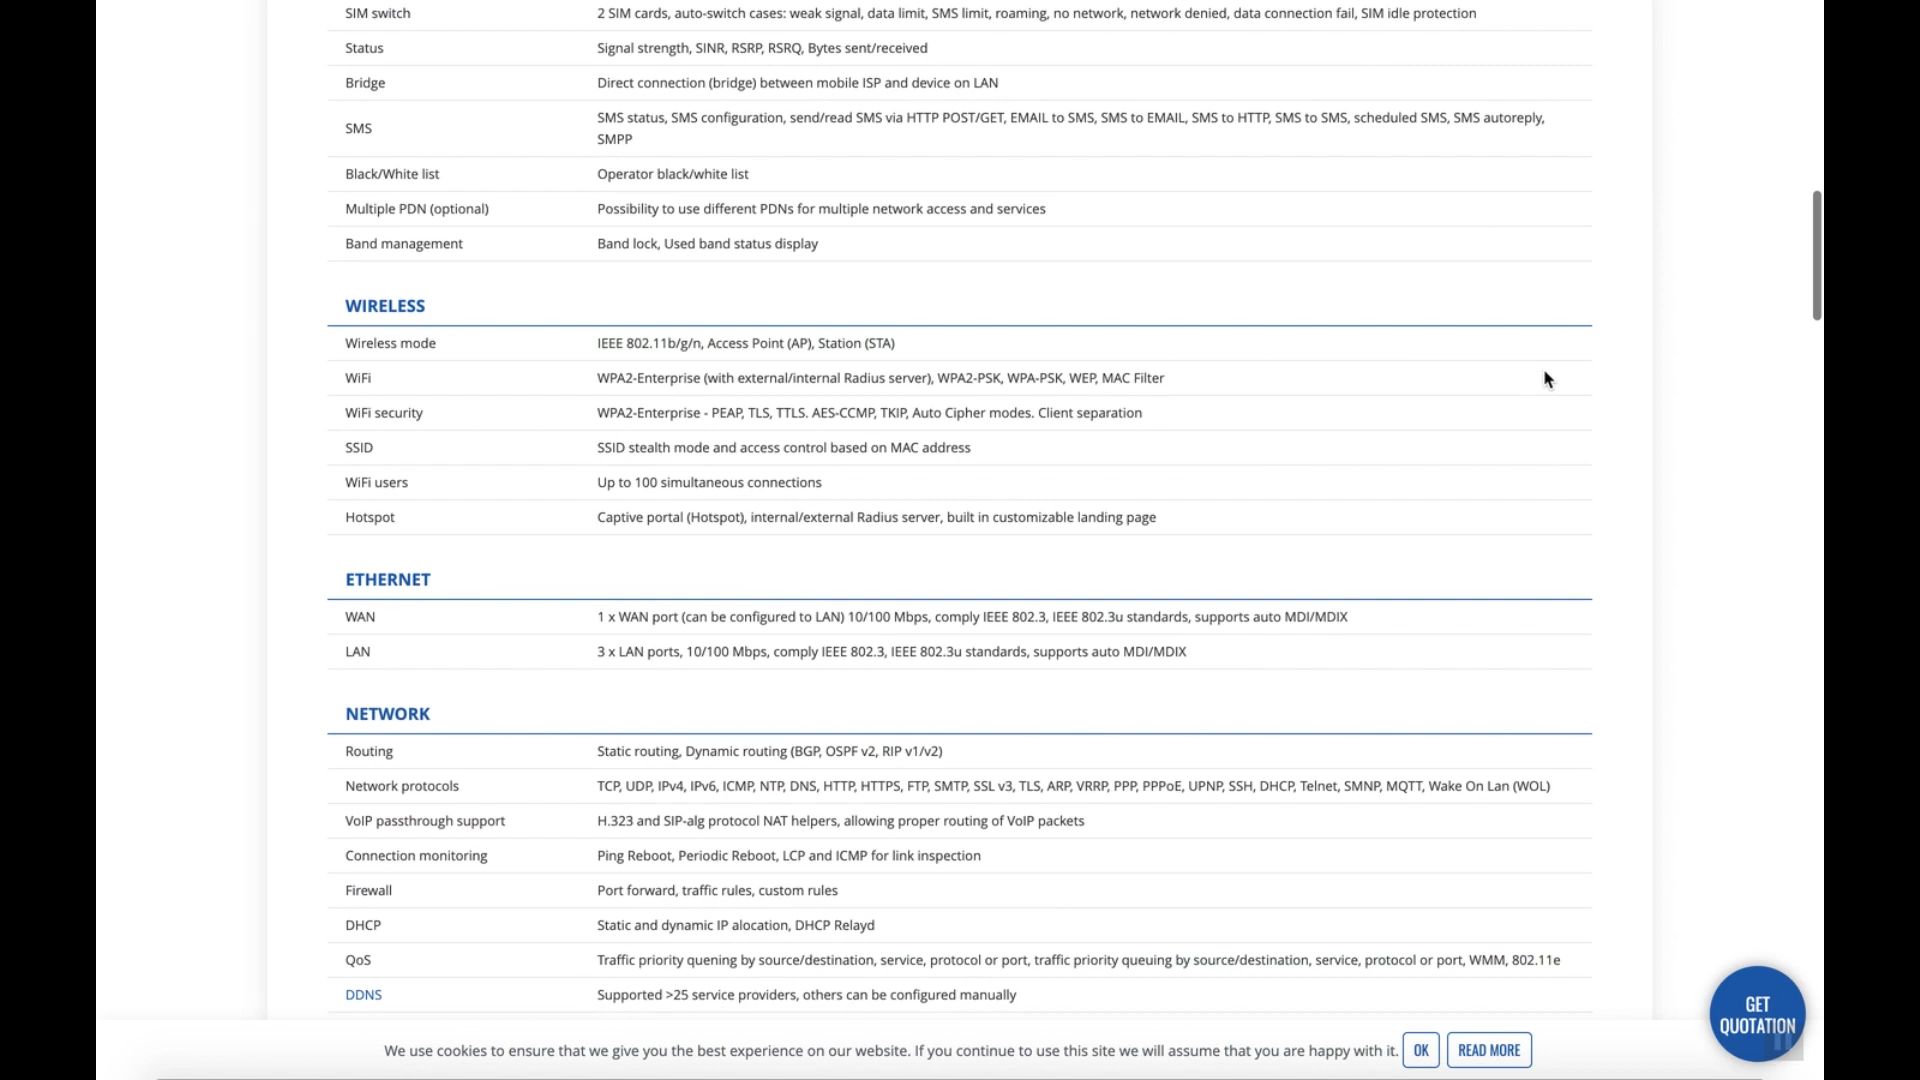 SIM switch 2 SIM cards, auto-switch cases: weak signal, data limit, SMS limit, roaming, no network, network denied, data connection fail, SIM idle protection
Status Signal strength, SINR, RSRP, RSRQ, Bytes sent/received
Bridge Direct connection (bridge) between mobile ISP and device on LAN
SMS SMS status, SMS configuration, send/read SMS via HTTP POST/GET, EMAIL to SMS, SMS to EMAIL, SMS to HTTP, SMS to SMS, scheduled SMS, SMS autoreply,
SMPP
Black/White list Operator black/white list
Multiple PDN (optional) Possibility to use different PDNs for multiple network access and services
Band management Band lock, Used band status display
WIRELESS
Wireless mode IEEE 802.11b/g/n, Access Point (AP), Station (STA)
WiFi WPA2-Enterprise (with external/internal Radius server), WPA2-PSK, WPA-PSK, WEP, MAC Filter
WiFi security WPA2-Enterprise - PEAP, TLS, TTLS. AES-CCMP, TKIP, Auto Cipher modes. Client separation
SSID SSID stealth mode and access control based on MAC address
WiFi users Up to 100 simultaneous connections
Hotspot Captive portal (Hotspot), internal/external Radius server, built in customizable landing page
ETHERNET
WAN 1 x WAN port (can be configured to LAN) 10/100 Mbps, comply IEEE 802.3, IEEE 802.3u standards, supports auto MDI/MDIX
LAN 3 x LAN ports, 10/100 Mbps, comply IEEE 802.3, IEEE 802.3u standards, supports auto MDI/MDIX
NETWORK
Routing Static routing, Dynamic routing (BGP, OSPF v2, RIP v1/v2)
Network protocols TCP, UDP, IPv4, IPv6, ICMP, NTP, DNS, HTTP, HTTPS, FTP, SMTP, SSL v3, TLS, ARP, VRRP, PPP, PPPoE, UPNP, SSH, DHCP, Telnet, SMNP, MQTT, Wake On Lan (WOL)
VoIP passthrough support H.323 and SIP-alg protocol NAT helpers, allowing proper routing of VoIP packets
Connection monitoring Ping Reboot, Periodic Reboot, LCP and ICMP for link inspection
Firewall Port forward, traffic rules, custom rules
DHCP Static and dynamic IP alocation, DHCP Relayd
QoS Traffic priority quening by source/destination, service, protocol or port, traffic priority queuing by source/destination, service, protocol or port, WMM, 802.11e
DDNS Supported >25 service providers, others can be configured manually
GET
QUOTATION
We use cookies to ensure that we give you the best experience on our website. If you continue to use this site we will assume that you are happy with it. OK READ MORE